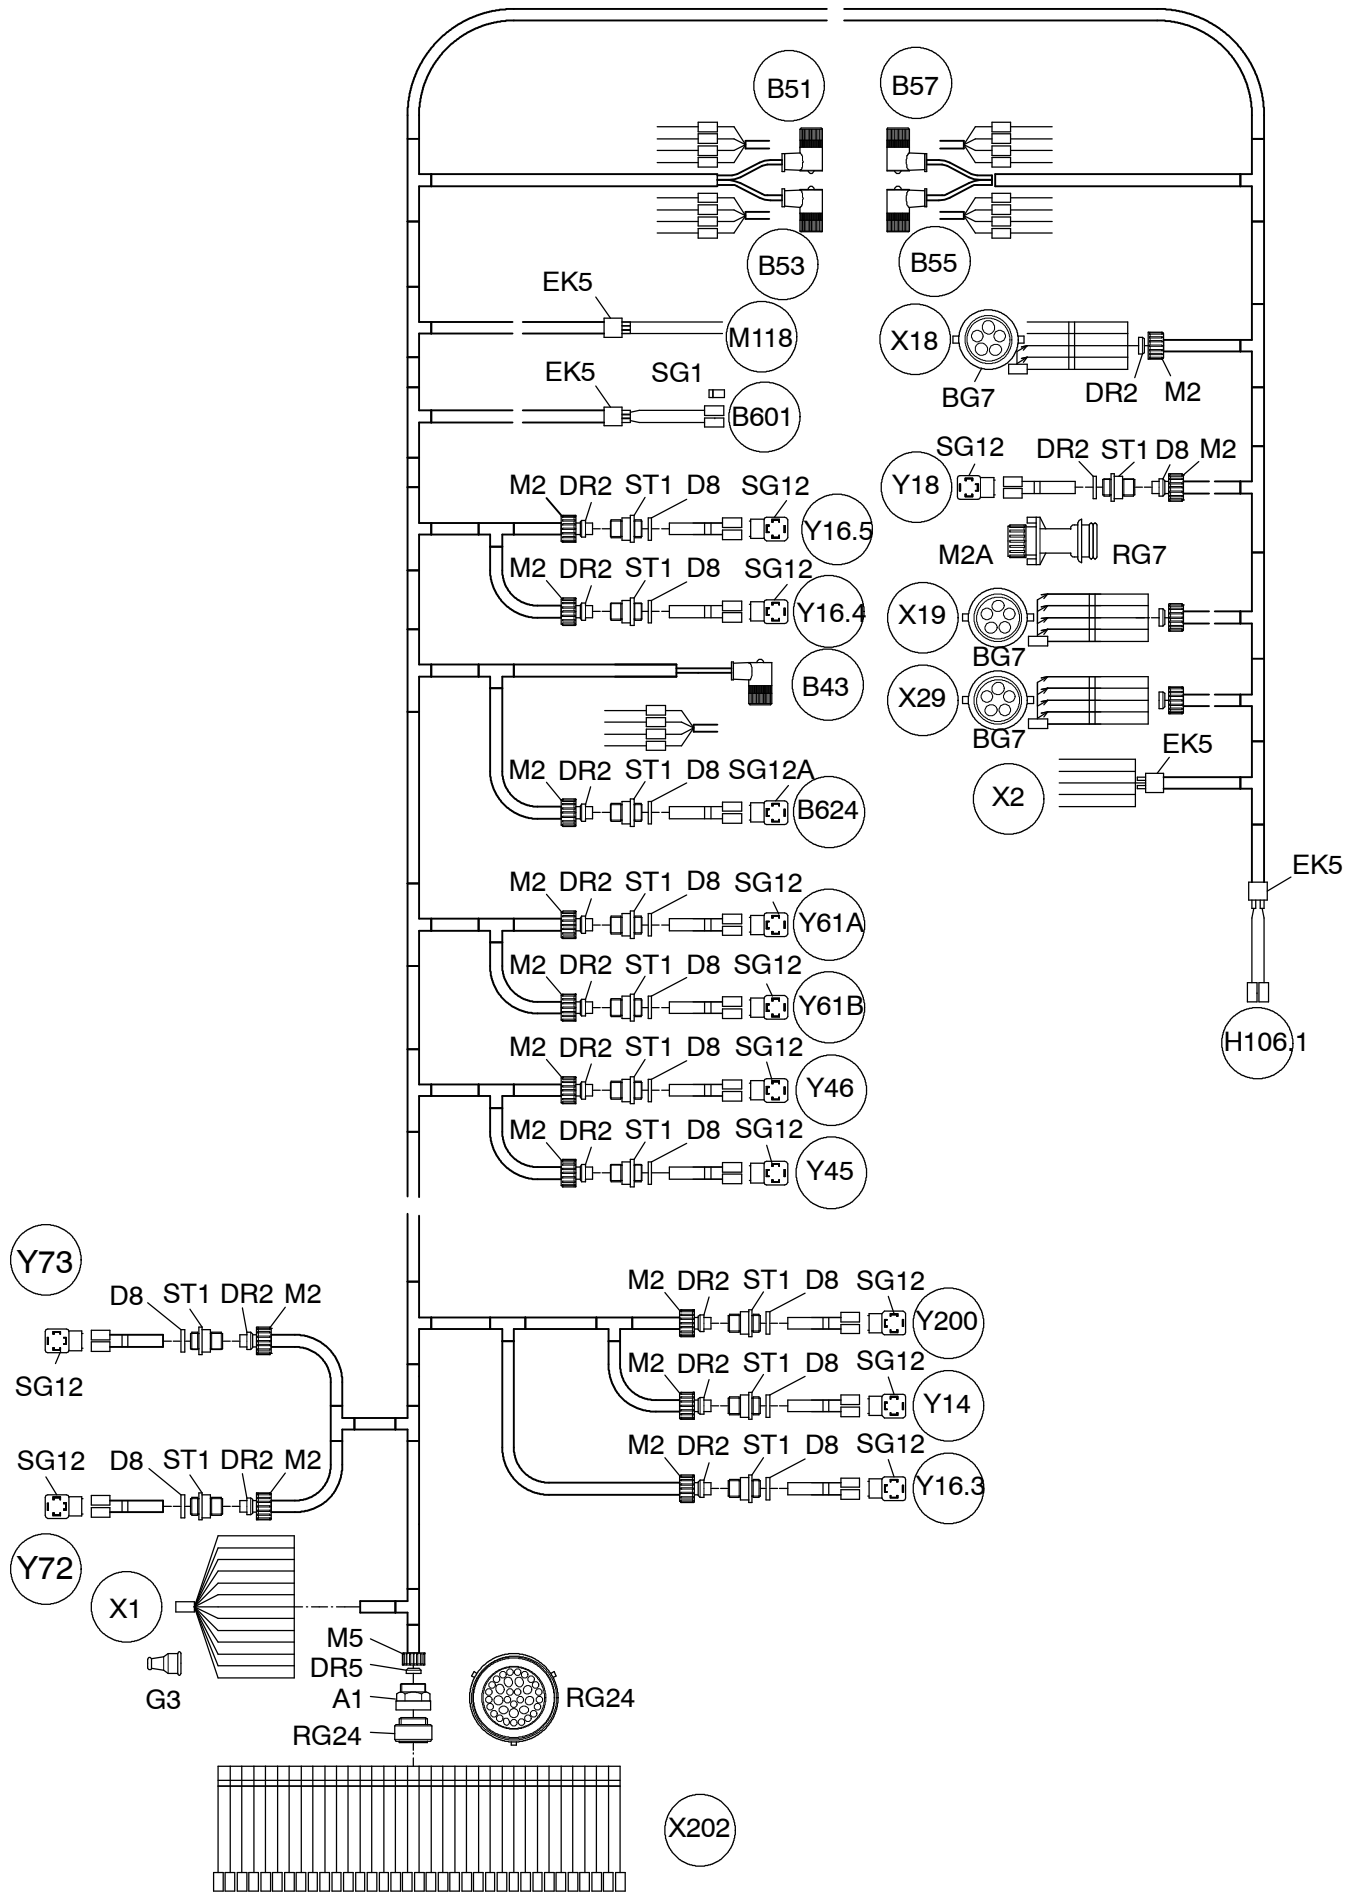 B51 B57
B53 B55
EK5
M118 X18
BG7 DR2 M2
EK5 SG1
B601
SG12 DR2 ST1 D8 M2
Y18
M2 DR2 ST1 D8 SG12
Y16.5
M2A RG7
M2 DR2 ST1 D8 SG12
Y16.4 X19
BG7
B43 X29
BG7
EK5
X2
M2 DR2 ST1 D8 SG12A
B624
EK5
M2 DR2 ST1 D8 SG12
Y61A
M2 DR2 ST1 D8 SG12
Y61B
H106.1
M2 DR2 ST1 D8 SG12
Y46
M2 DR2 ST1 D8 SG12
Y45
Y73
D8 ST1 DR2 M2
SG12
M2 DR2 ST1 D8 SG12
Y200
M2 DR2 ST1 D8 SG12
Y14
M2 DR2 ST1 D8 SG12
Y16.3
SG12 D8 ST1 DR2 M2
Y72
X1
G3
M5
DR5
A1 RG24
RG24
X202